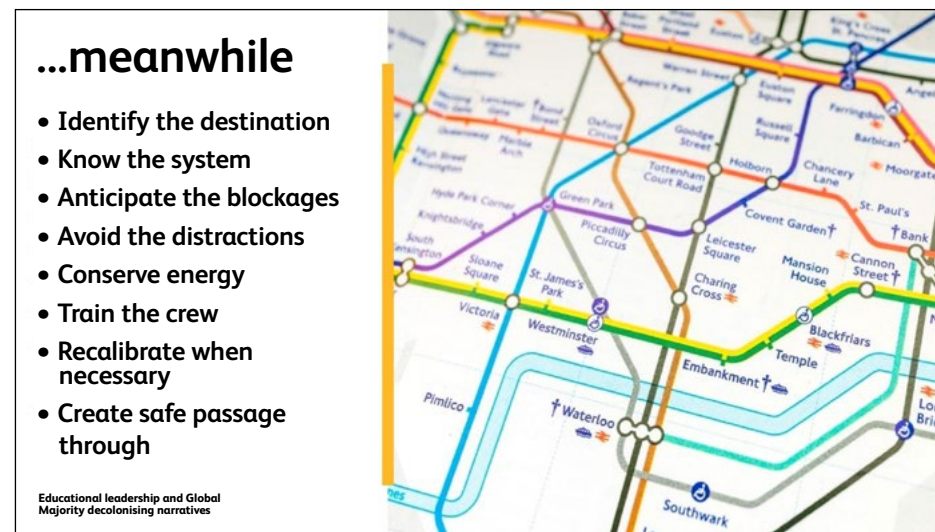 ...meanwhile
• Identify the destination
• Know the system
• Anticipate the blockages
• Avoid the distractions
• Conserve energy
• Train the crew
• Recalibrate when
necessary
• Create safe passage
through
Educational leadership and Global
Majority decolonising narratives
King's Cross
St. Pancras
Euston
Warren Street
Regent's Park
Euston
Square
Farringdon
Barbican
Moorgate
Russell
Square
Goodge
Street
Oxford
Circus
Bond
Street
Lancaster
Gate
Marble
Arch
Queensway
Notting
Hill Gate
Bayswater
High Street
Kensington
Tottenham
Court Road
Holborn
Chancery
Lane
St. Paul's
Bank
Hyde Park Corner
Green Park
Knightsbridge
Piccadilly
Circus
Covent Garden
Leicester
Square
Mansion
House
Cannon
Street
South
Kensington
Sloane
Square
St. James's
Park
Charing
Cross
Victoria
Westminster
Blackfriars
Temple
Embankment
Pimlico
Waterloo
Southwark